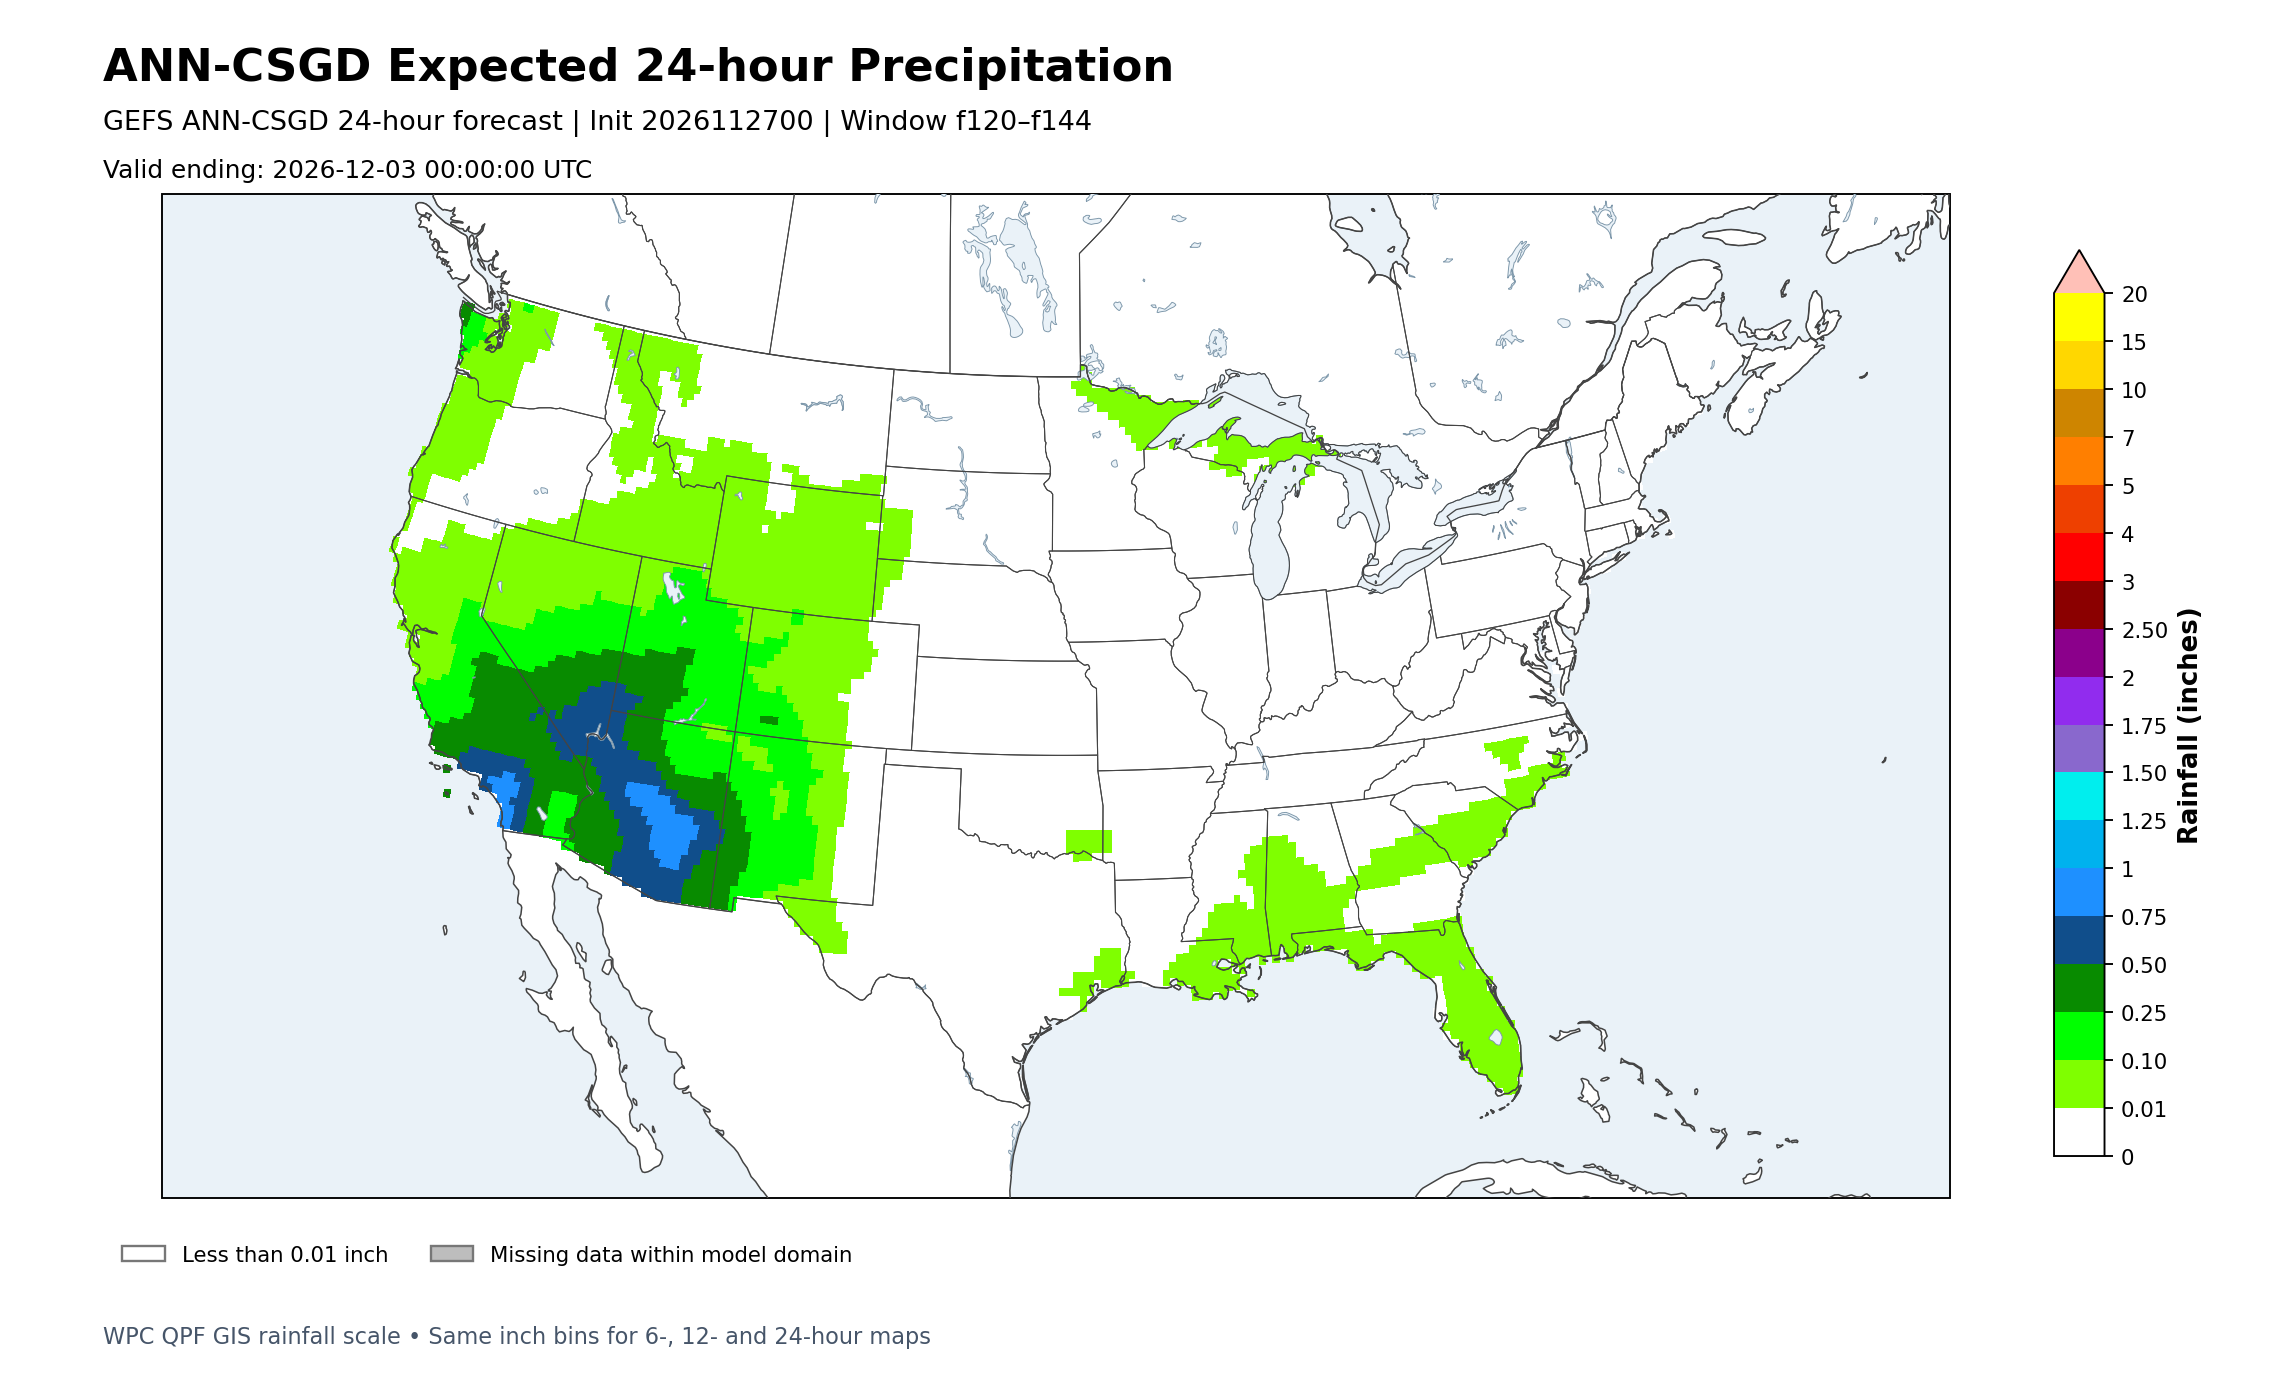 ANN-CSGD Expected 24-hour Precipitation
GEFS ANN-CSGD 24-hour forecast | Init 2026112700 | Window f120–f144
Valid ending: 2026-12-03 00:00:00 UTC
20
15
10
7
5
4
3
2.50
2
1.75
1.50
1.25
1
0.75
0.50
0.25
0.10
0.01
0
Rainfall (inches)
Less than 0.01 inch
Missing data within model domain
WPC QPF GIS rainfall scale • Same inch bins for 6-, 12- and 24-hour maps